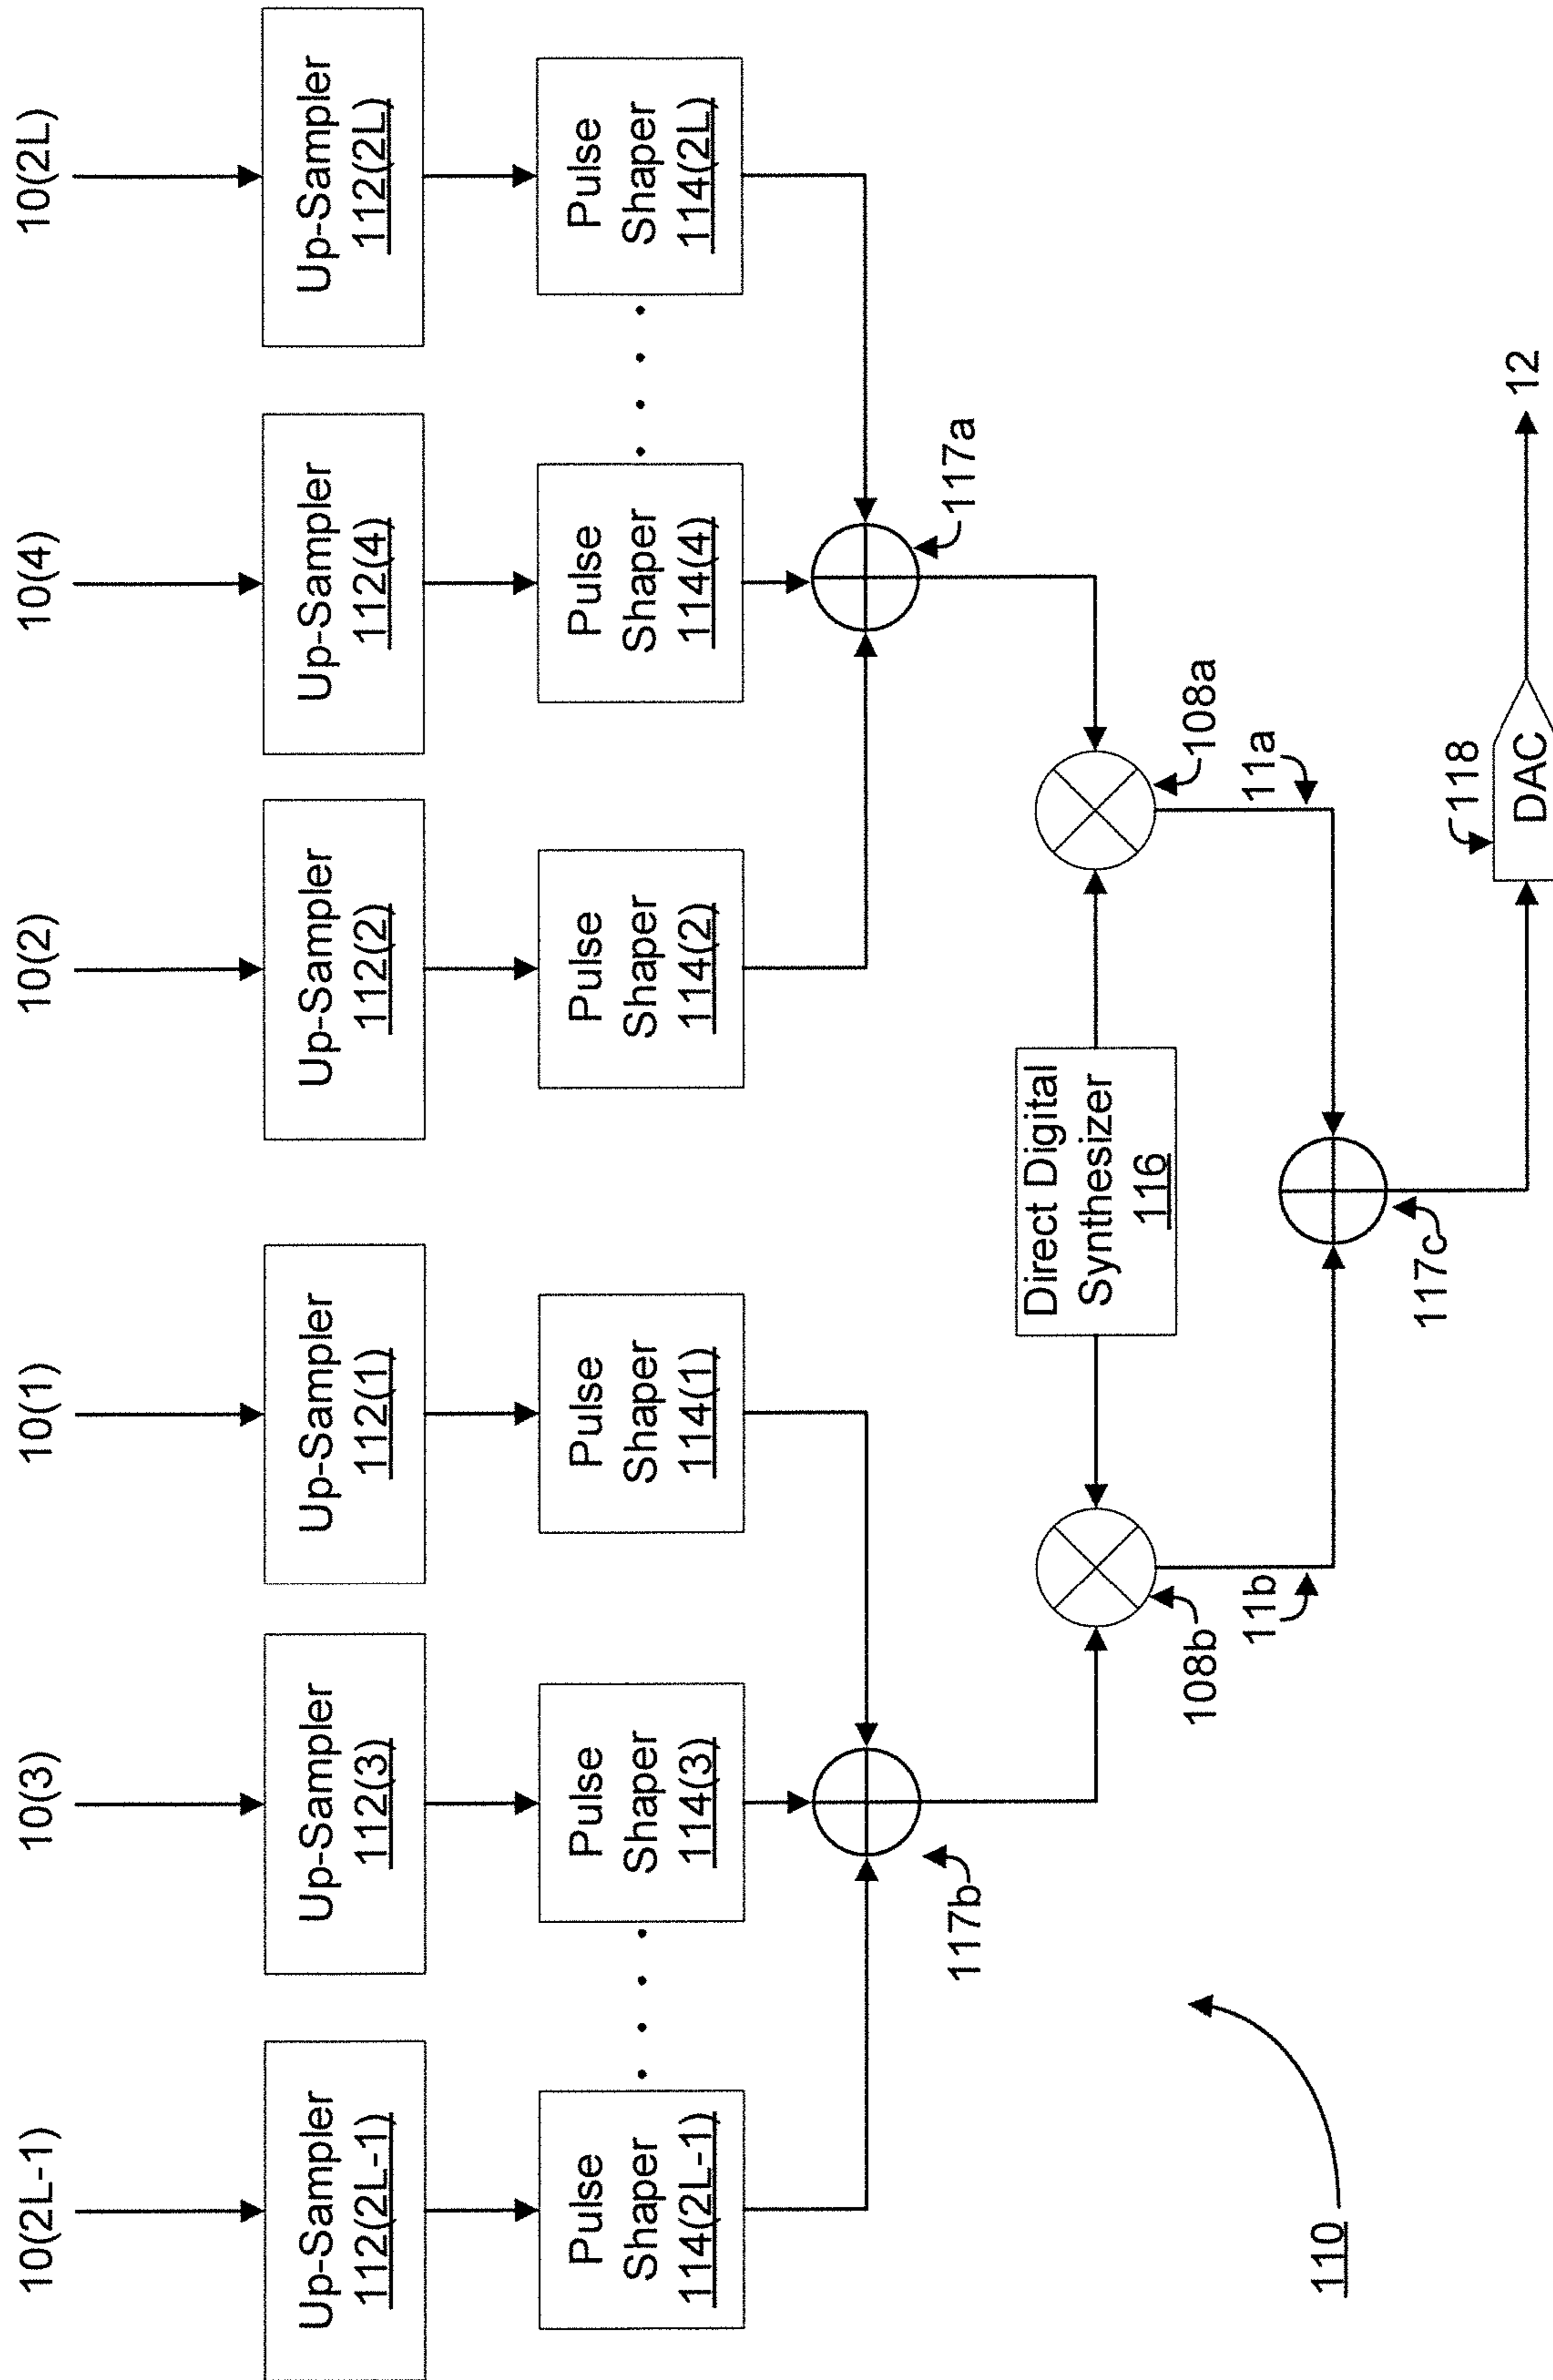 10(2L-1)
10(3)
10(1)
10(2)
10(4)
10(2L)
Up-Sampler
112(2L-1)
Up-Sampler
112(3)
Up-Sampler
112(1)
Up-Sampler
112(2)
Up-Sampler
112(4)
Up-Sampler
112(2L)
Pulse
Shaper
114(2L-1)
Pulse
Shaper
114(3)
Pulse
Shaper
114(1)
Pulse
Shaper
114(2)
Pulse
Shaper
114(4)
Pulse
Shaper
114(2L)
117b
117a
Direct Digital
Synthesizer
116
108b
108a
11b
11a
117c
118
DAC
12
110